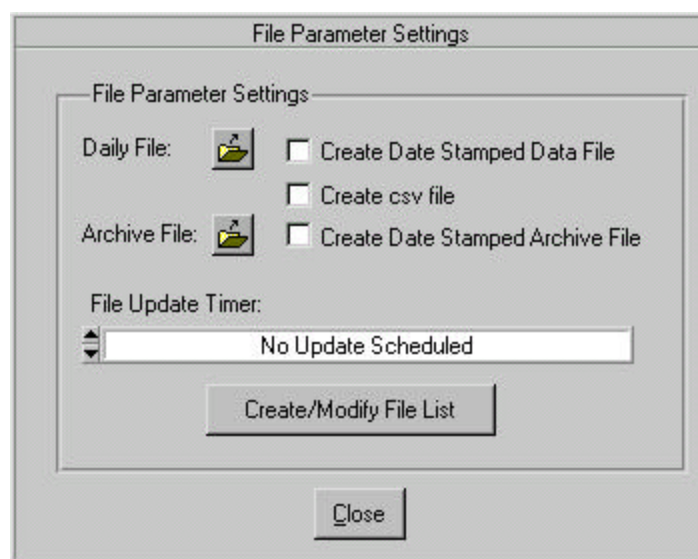 File Parameter Settings
File Parameter Settings
Daily File:
Create Date Stamped Data File
Create csv file
Archive File:
Create Date Stamped Archive File
File Update Timer:
No Update Scheduled
Create/Modify File List
Close